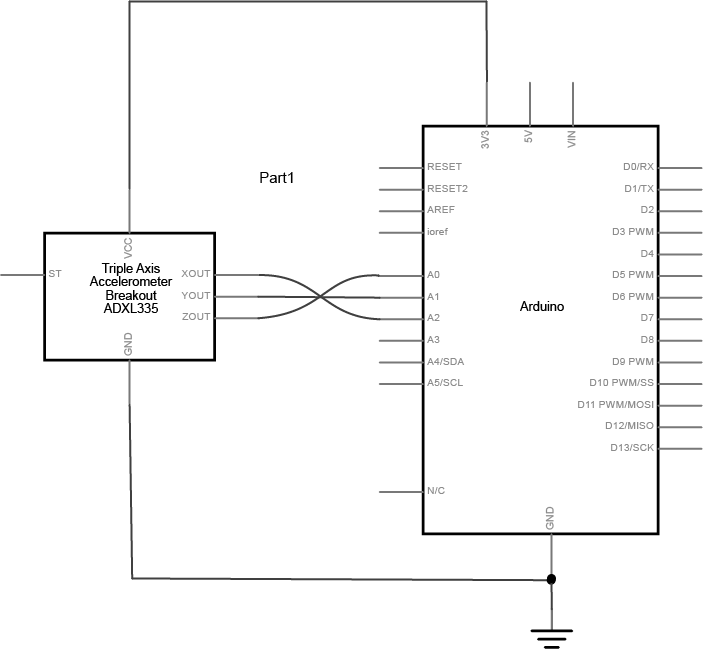 3V3
5V
VIN
Part1
RESET
RESET2
AREF
ioref
A0
A1
A2
A3
A4/SDA
A5/SCL
N/C
Arduino
D0/RX
D1/TX
D2
D3 PWM
D4
D5 PWM
D6 PWM
D7
D8
D9 PWM
D10 PWM/SS
D11 PWM/MOSI
D12/MISO
D13/SCK
GND
VCC
ST
Triple Axis
Accelerometer
Breakout
ADXL335
XOUT
YOUT
ZOUT
GND